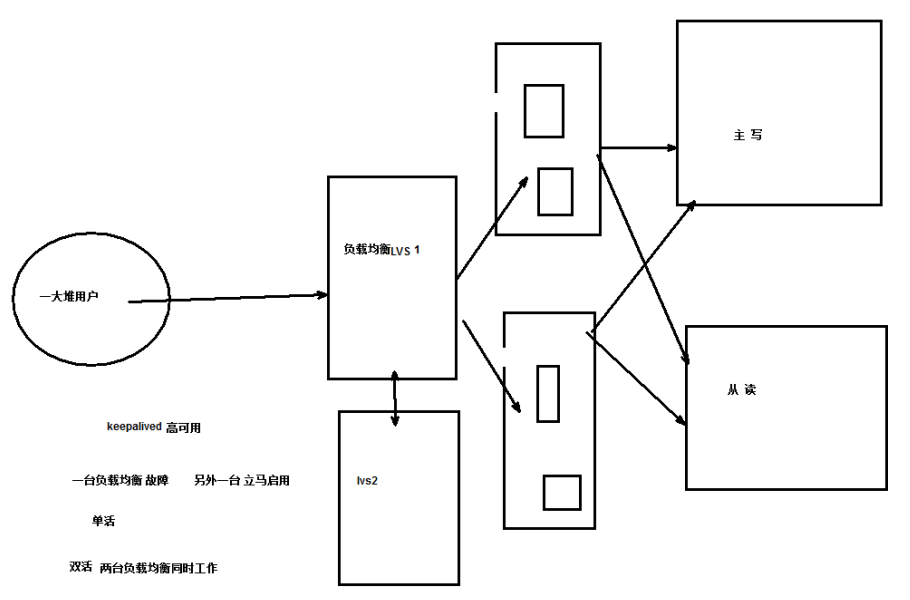 一大堆用户
负载均衡LVS 1
主 写
从 读
keepalived 高可用
一台负载均衡 故障 另外一台 立马启用
单活
双活 两台负载均衡同时工作
lvs2